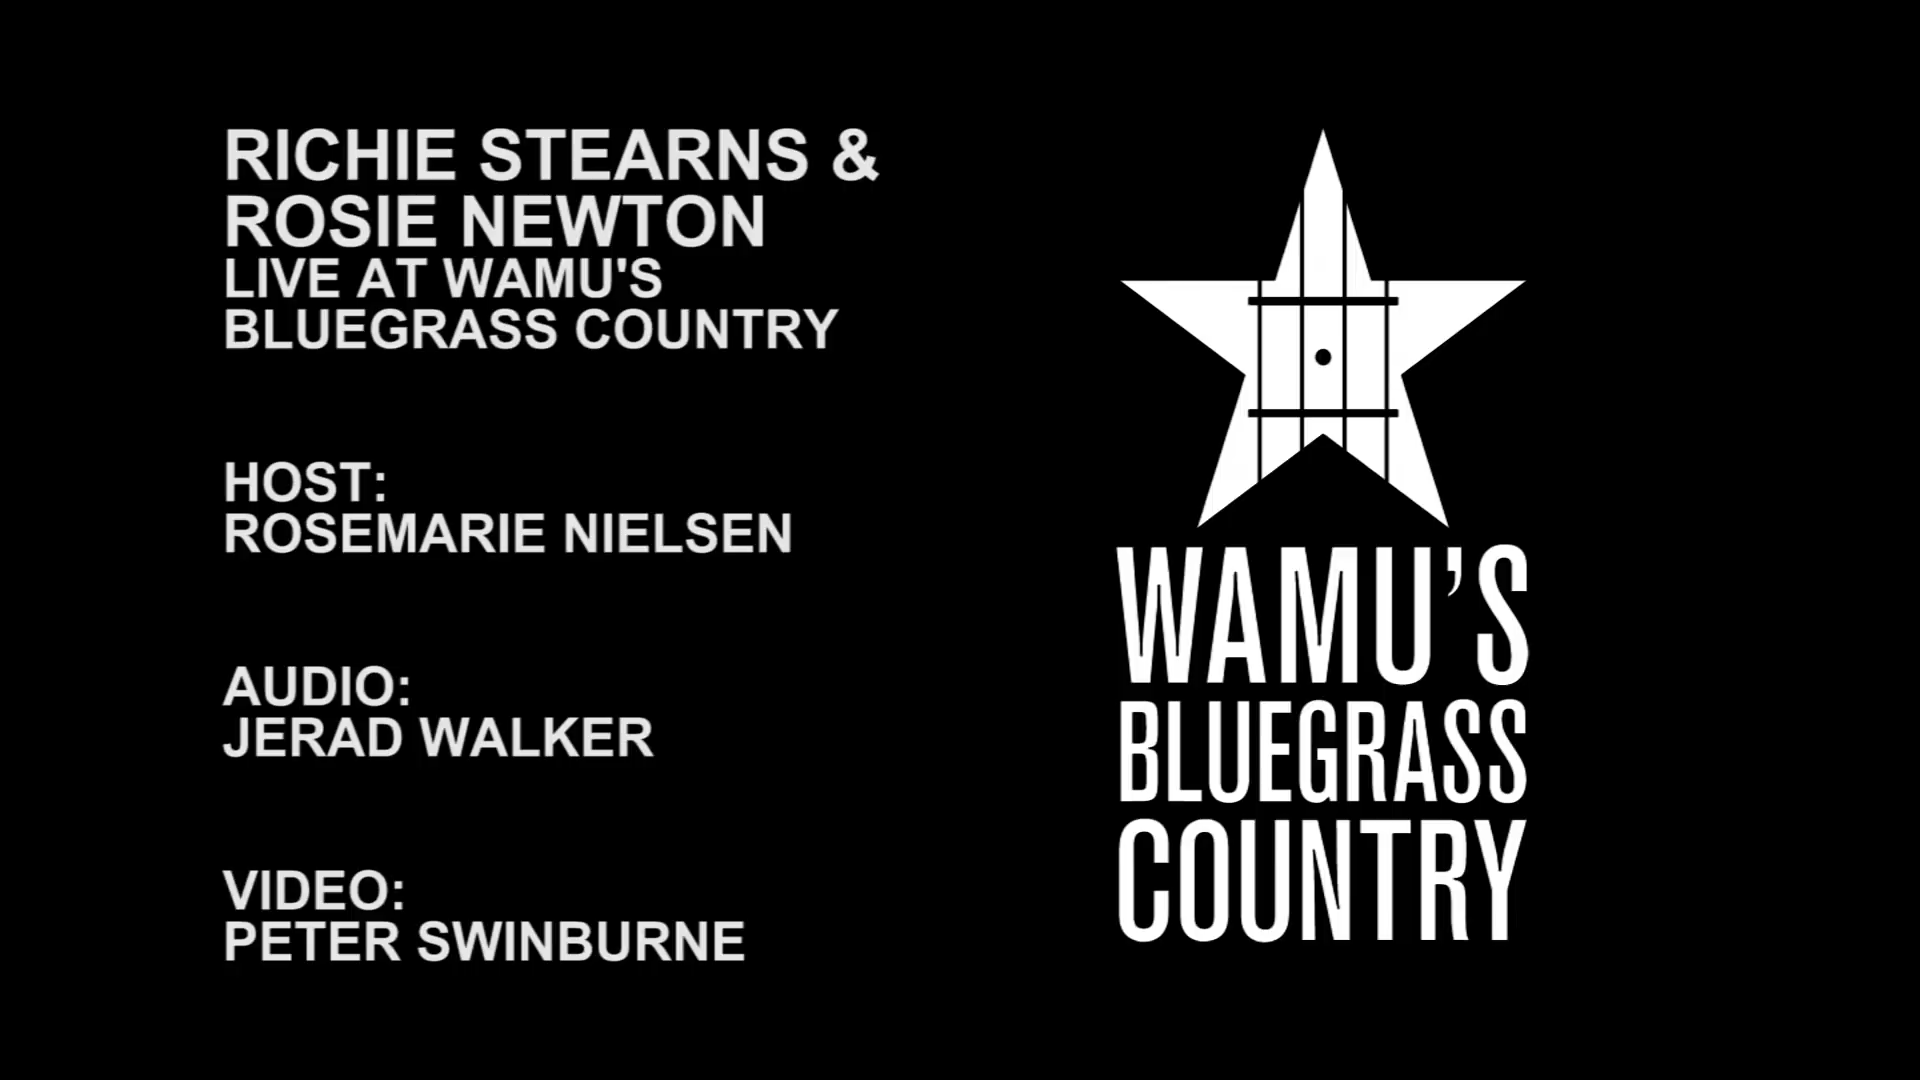 RICHIE STEARNS &
ROSIE NEWTON
LIVE AT WAMU'S
BLUEGRASS COUNTRY
HOST:
ROSEMARIE NIELSEN
AUDIO:
JERAD WALKER
VIDEO:
PETER SWINBURNE
WAMU’S
BLUEGRASS
COUNTRY